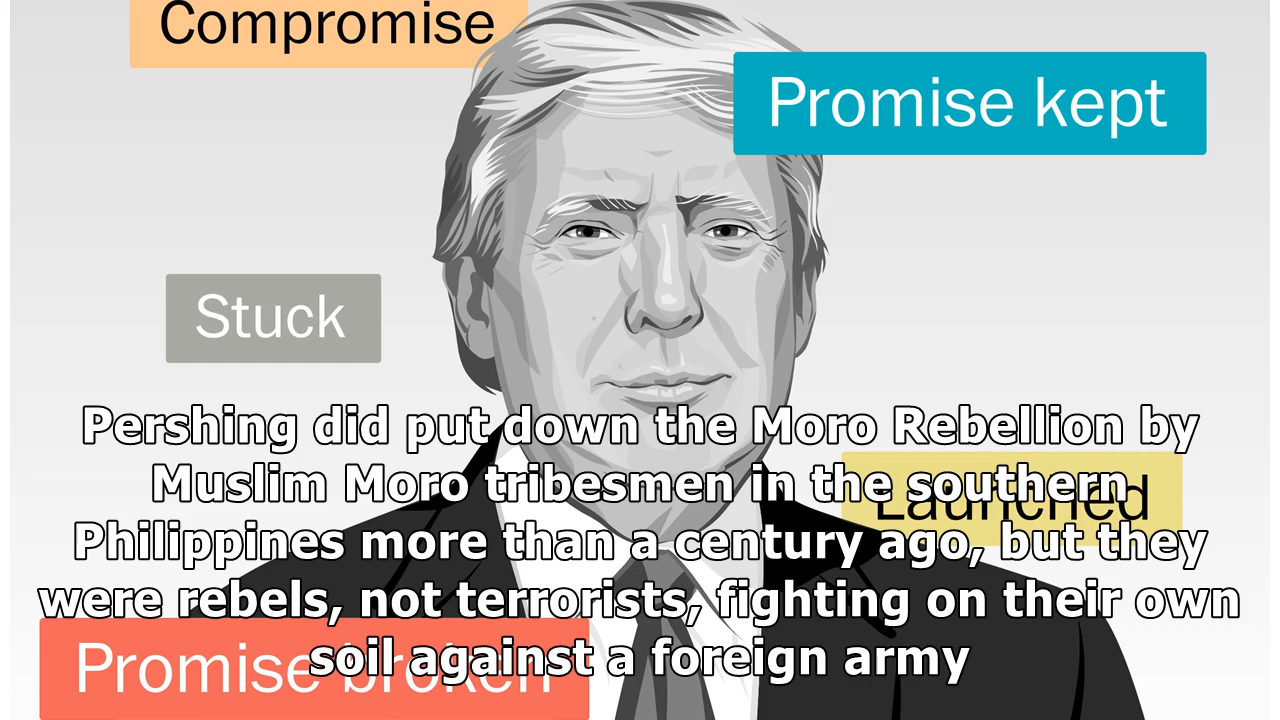 Compromise
Promise kept
Stuck
Pershing did put down the Moro Rebellion by
Muslim Moro tribesmen in the southern
Launched
Philippines more than a century ago, but they
were rebels, not terrorists, fighting on their own
Promise broken
soil against a foreign army